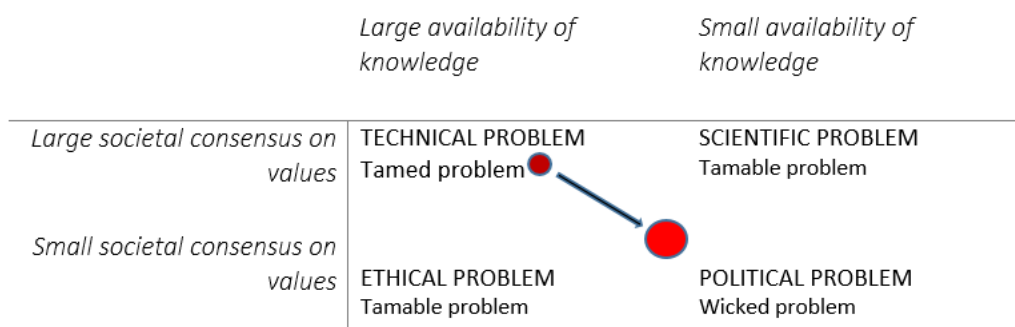 Large availability of
knowledge
Small availability of
knowledge
Large societal consensus on
values
TECHNICAL PROBLEM
Tamed problem
SCIENTIFIC PROBLEM
Tamable problem
Small societal consensus on
values
ETHICAL PROBLEM
Tamable problem
POLITICAL PROBLEM
Wicked problem